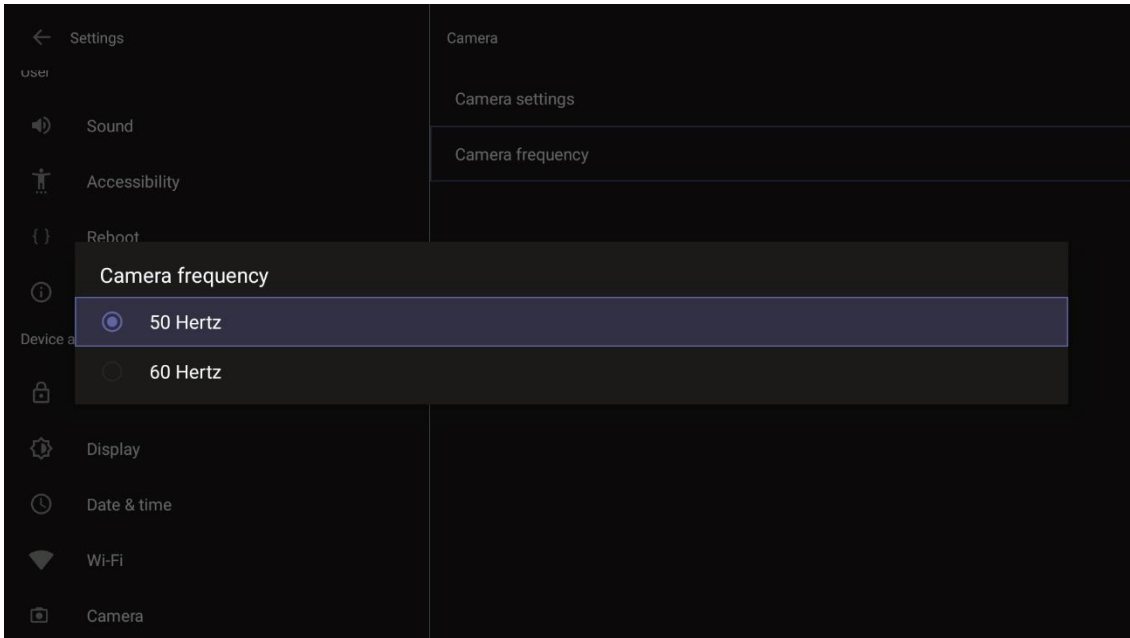 Settings
User
Sound
Accessibility
{ } Reboot
Device a
Display
Date & time
Wi-Fi
Camera
Camera
Camera settings
Camera frequency
Camera frequency
50 Hertz
60 Hertz